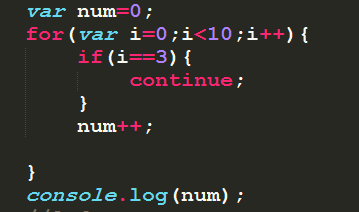 var num=0;
for(var i=0;i<10;i++){
if(i==3){
continue;
}
num++;
}
console.log(num);